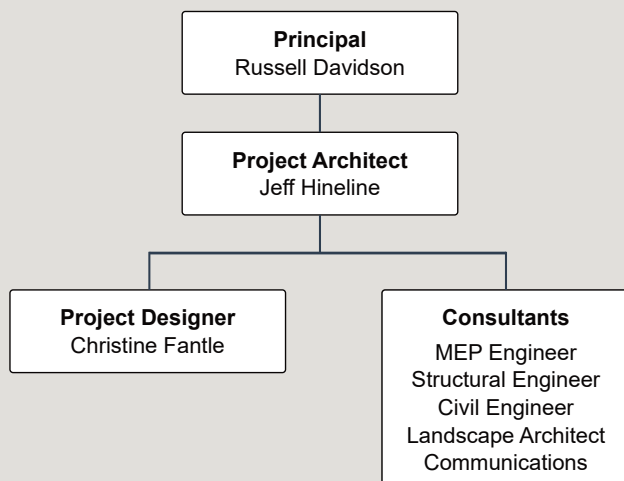 Principal
Russell Davidson
Project Architect
Jeff Hineline
Project Designer
Christine Fantle
Consultants
MEP Engineer
Structural Engineer
Civil Engineer
Landscape Architect
Communications